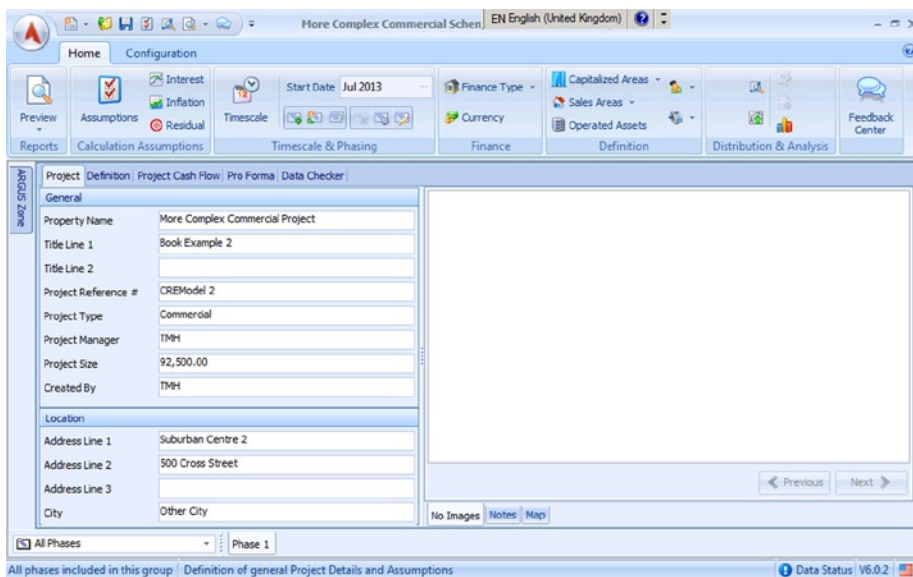 More Complex Commercial Schem
EN English (United Kingdom)
Home Configuration
Preview
Reports
Assumptions
Interest
Inflation
Residual
Calculation Assumptions
Timescale
Start Date Jul 2013
Timescale & Phasing
Finance Type
Currency
Finance
Capitalized Areas
Sales Areas
Operated Assets
Definition
Distribution & Analysis
Feedback Center
ARGUS Zone
Project Definition Project Cash Flow Pro Forma Data Checker
General
Property Name More Complex Commercial Project
Title Line 1 Book Example 2
Title Line 2
Project Reference # CREModel 2
Project Type Commercial
Project Manager TMH
Project Size 92,500.00
Created By TMH
Location
Address Line 1 Suburban Centre 2
Address Line 2 500 Cross Street
Address Line 3
City Other City
Previous Next
No Images Notes Map
All Phases Phase 1
All phases included in this group Definition of general Project Details and Assumptions Data Status V6.0.2